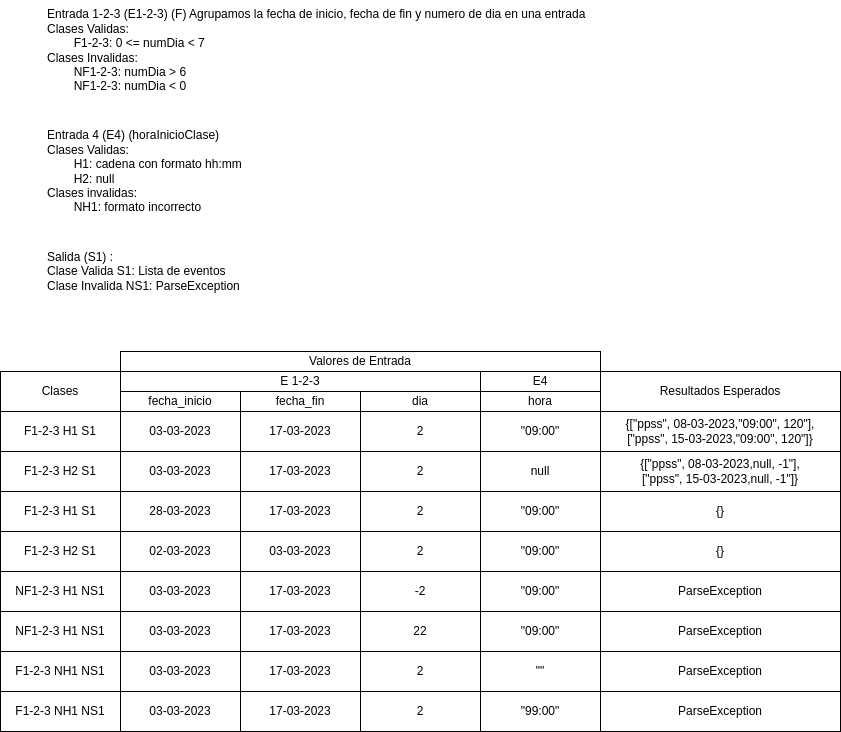 Entrada 1-2-3 (E1-2-3) (F) Agrupamos la fecha de inicio, fecha de fin y numero de dia en una entrada
Clases Validas:
F1-2-3: 0 <= numDia < 7
Clases Invalidas:
NF1-2-3: numDia > 6
NF1-2-3: numDia < 0
Entrada 4 (E4) (horaInicioClase)
Clases Validas:
H1: cadena con formato hh:mm
H2: null
Clases invalidas:
NH1: formato incorrecto
Salida (S1) :
Clase Valida S1: Lista de eventos
Clase Invalida NS1: ParseException
Valores de Entrada
Clases E 1-2-3 E4 Resultados Esperados
fecha_inicio fecha_fin dia hora
F1-2-3 H1 S1 03-03-2023 17-03-2023 2 "09:00" {["ppss", 08-03-2023,"09:00", 120"],
["ppss", 15-03-2023,"09:00", 120"]}
F1-2-3 H2 S1 03-03-2023 17-03-2023 2 null {["ppss", 08-03-2023,null, -1"],
["ppss", 15-03-2023,null, -1"]}
F1-2-3 H1 S1 28-03-2023 17-03-2023 2 "09:00" {}
F1-2-3 H2 S1 02-03-2023 03-03-2023 2 "09:00" {}
NF1-2-3 H1 NS1 03-03-2023 17-03-2023 -2 "09:00" ParseException
NF1-2-3 H1 NS1 03-03-2023 17-03-2023 22 "09:00" ParseException
F1-2-3 NH1 NS1 03-03-2023 17-03-2023 2 "" ParseException
F1-2-3 NH1 NS1 03-03-2023 17-03-2023 2 "99:00" ParseException